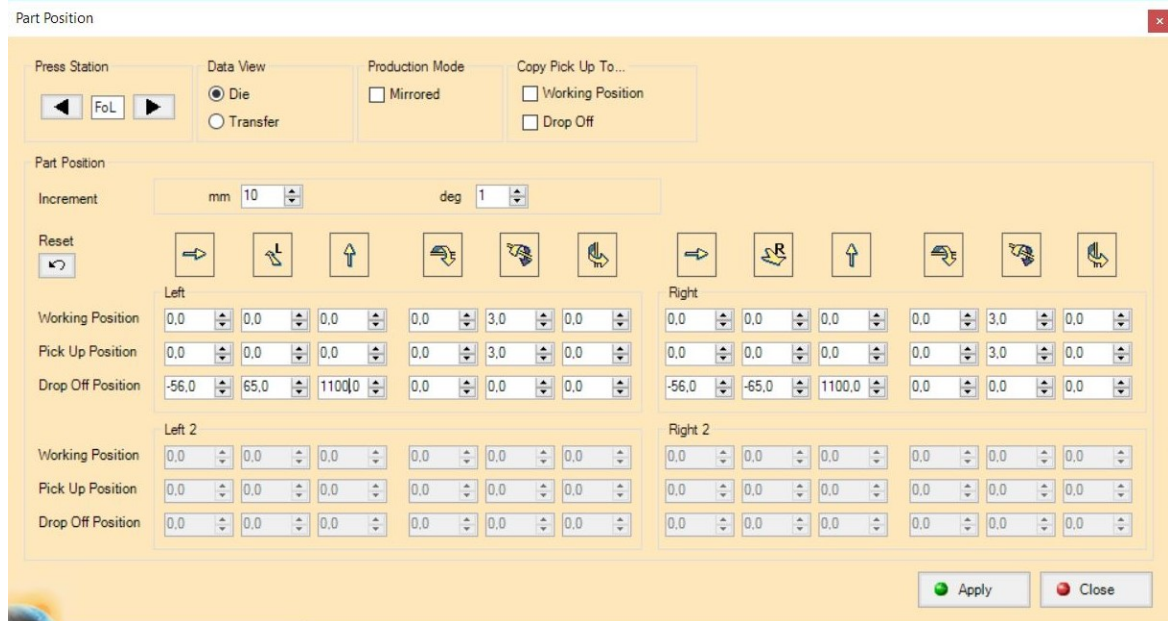 Part Position
Press Station Data View Production Mode Copy Pick Up To...
FoL Die Mirrored Working Position
Transfer Drop Off
Part Position
Increment mm 10 deg 1
Reset
L R
Left Right
Working Position 0,0 0,0 0,0 0,0 3,0 0,0 0,0 0,0 0,0 0,0 3,0 0,0
Pick Up Position 0,0 0,0 0,0 0,0 3,0 0,0 0,0 0,0 0,0 0,0 3,0 0,0
Drop Off Position -56,0 65,0 1100,0 0,0 0,0 0,0 -56,0 -65,0 1100,0 0,0 0,0 0,0
Left 2 Right 2
Working Position 0,0 0,0 0,0 0,0 0,0 0,0 0,0 0,0 0,0 0,0 0,0 0,0
Pick Up Position 0,0 0,0 0,0 0,0 0,0 0,0 0,0 0,0 0,0 0,0 0,0 0,0
Drop Off Position 0,0 0,0 0,0 0,0 0,0 0,0 0,0 0,0 0,0 0,0 0,0 0,0
Apply Close